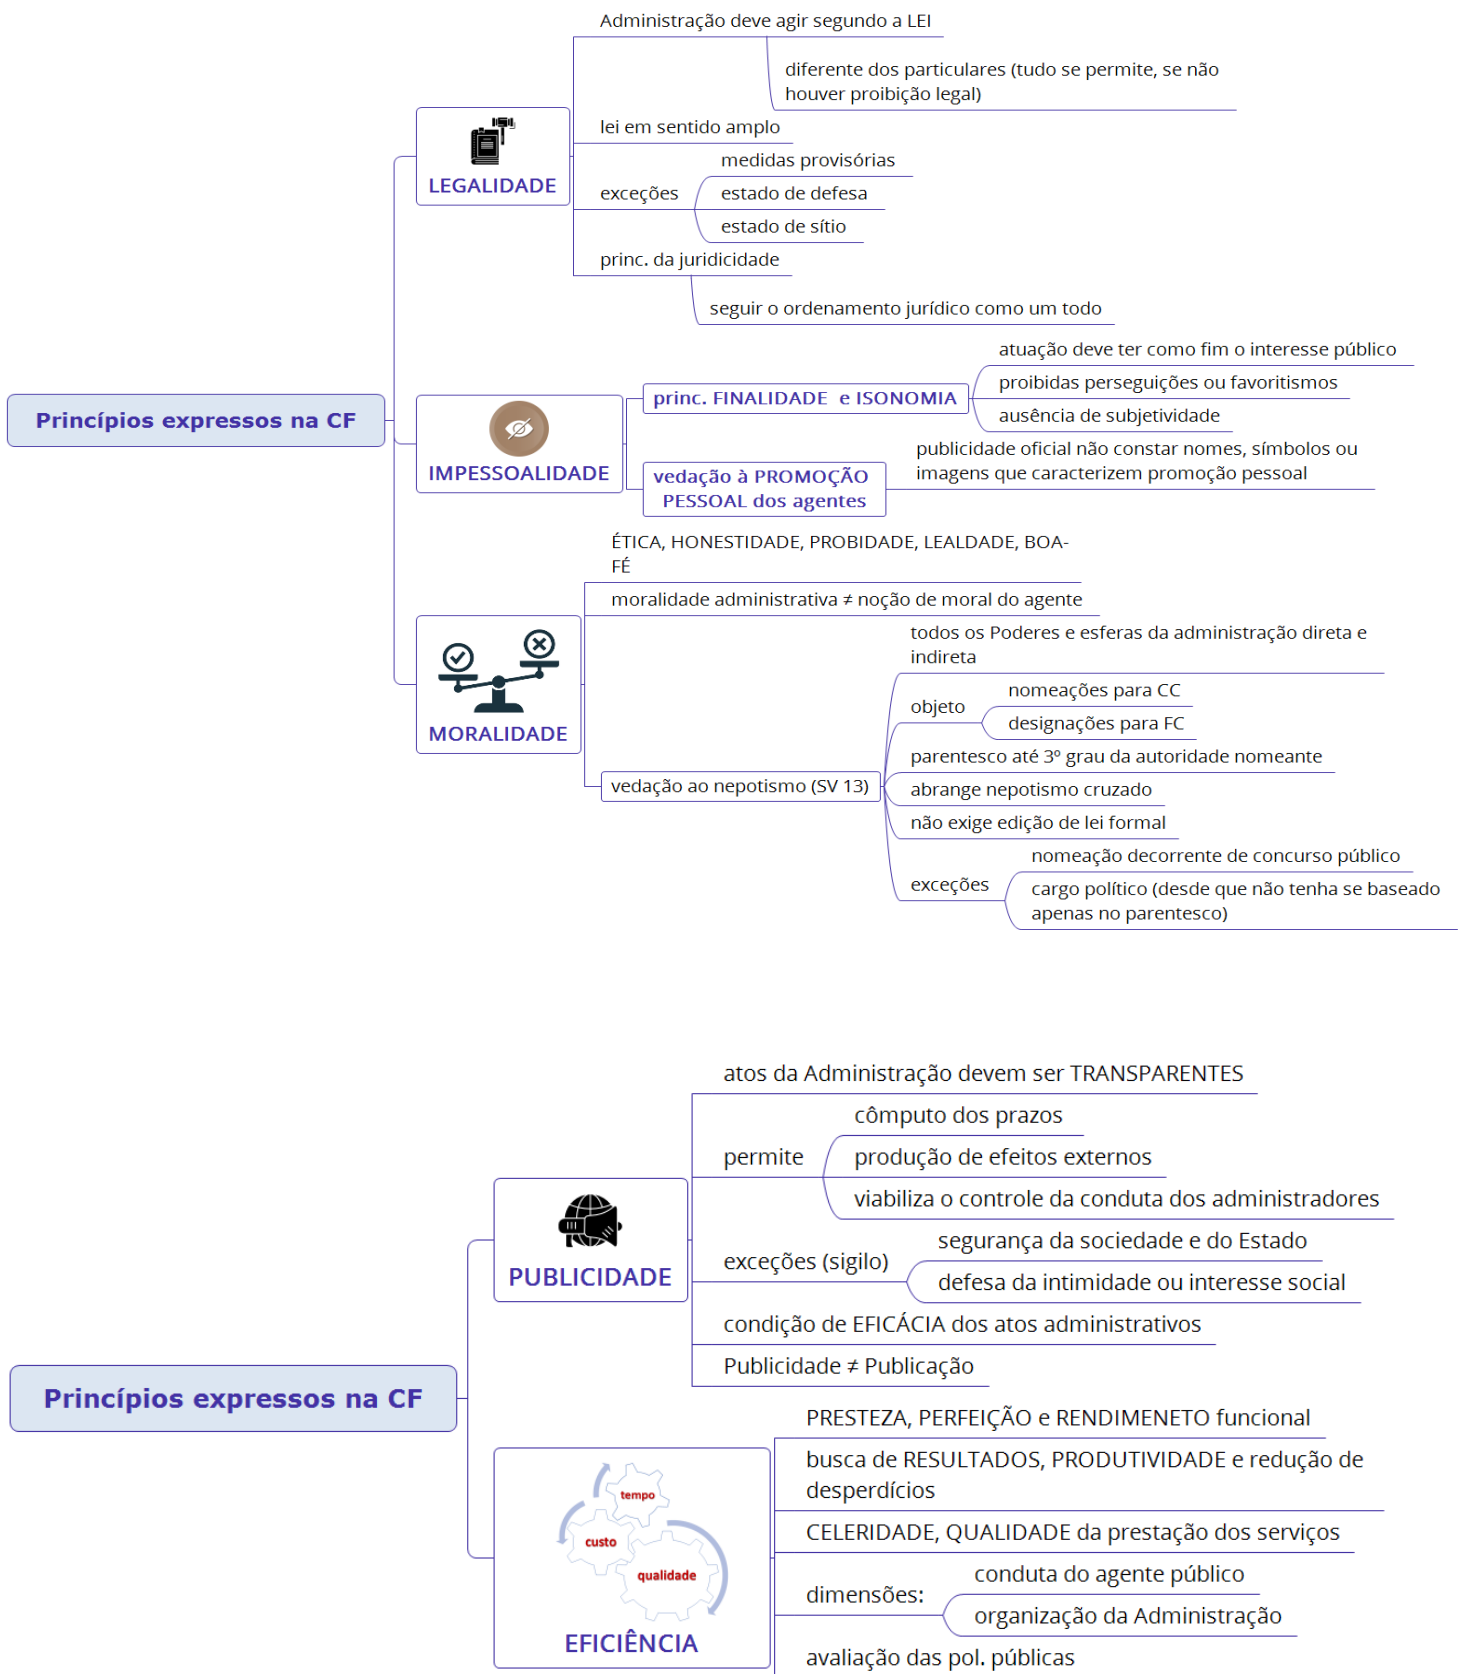 Princípios expressos na CF
LEGALIDADE
Administração deve agir segundo a LEI
diferente dos particulares (tudo se permite, se não
houver proibição legal)
lei em sentido amplo
exceções
medidas provisórias
estado de defesa
estado de sítio
princ. da juridicidade
seguir o ordenamento jurídico como um todo
IMPESSOALIDADE
princ. FINALIDADE e ISONOMIA
atuação deve ter como fim o interesse público
proibidas perseguições ou favoritismos
ausência de subjetividade
vedação à PROMOÇÃO
PESSOAL dos agentes
publicidade oficial não constar nomes, símbolos ou
imagens que caracterizem promoção pessoal
MORALIDADE
ÉTICA, HONESTIDADE, PROBIDADE, LEALDADE, BOA-
FÉ
moralidade administrativa ≠ noção de moral do agente
vedação ao nepotismo (SV 13)
todos os Poderes e esferas da administração direta e
indireta
objeto
nomeações para CC
designações para FC
parentesco até 3º grau da autoridade nomeante
abrange nepotismo cruzado
não exige edição de lei formal
exceções
nomeação decorrente de concurso público
cargo político (desde que não tenha se baseado
apenas no parentesco)
Princípios expressos na CF
PUBLICIDADE
atos da Administração devem ser TRANSPARENTES
permite
cômputo dos prazos
produção de efeitos externos
viabiliza o controle da conduta dos administradores
exceções (sigilo)
segurança da sociedade e do Estado
defesa da intimidade ou interesse social
condição de EFICÁCIA dos atos administrativos
Publicidade ≠ Publicação
tempo
custo
qualidade
EFICIÊNCIA
PRESTEZA, PERFEIÇÃO e RENDIMENETO funcional
busca de RESULTADOS, PRODUTIVIDADE e redução de
desperdícios
CELERIDADE, QUALIDADE da prestação dos serviços
dimensões:
conduta do agente público
organização da Administração
avaliação das pol. públicas